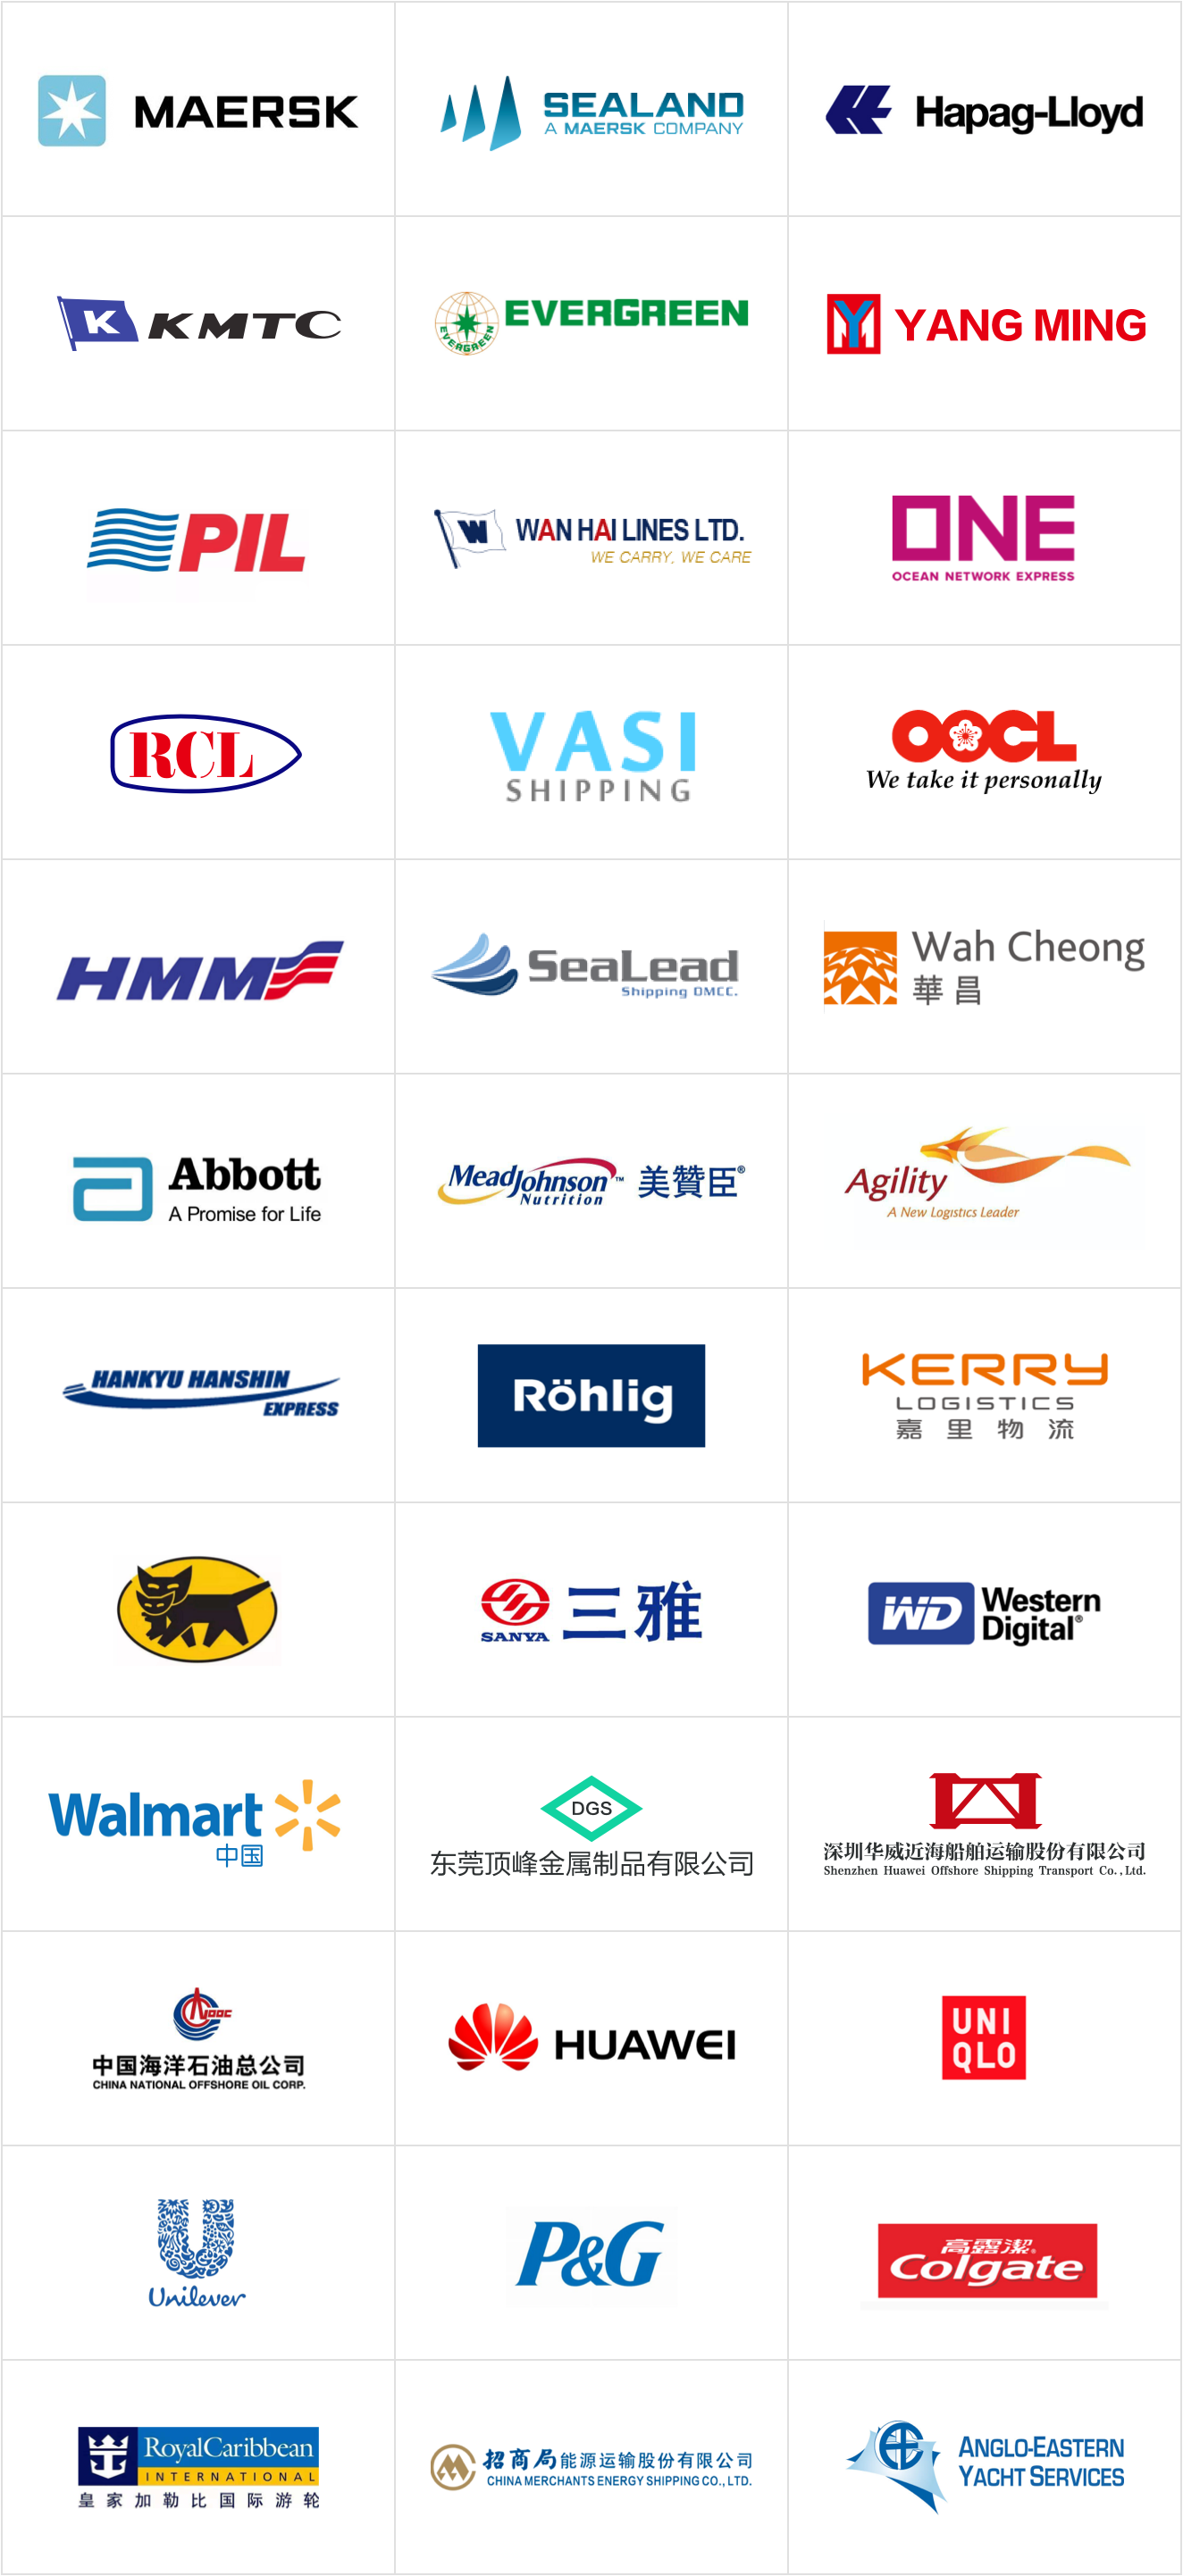 MAERSK
SEALAND
A MAERSK COMPANY
Hapag-Lloyd
K KMTC
EVERGREEN
EVERGREEN
YM YANG MING
PIL
W WAN HAI LINES LTD.
WE CARRY, WE CARE
ONE
OCEAN NETWORK EXPRESS
RCL
VASI
SHIPPING
OOCL
We take it personally
HMM
SeaLead
Shipping DMCC.
Wah Cheong
華昌
Abbott
A Promise for Life
MeadJohnson™
Nutrition
美贊臣®
Agility
A New Logistics Leader
HANKYU HANSHIN
EXPRESS
Röhlig
KERRY
LOGISTICS
嘉里物流
SANYA
三雅
WD
Western
Digital®
Walmart
中国
DGS
东莞顶峰金属制品有限公司
深圳华威近海船舶运输股份有限公司
Shenzhen Huawei Offshore Shipping Transport Co.,Ltd.
CNOOC
中国海洋石油总公司
CHINA NATIONAL OFFSHORE OIL CORP.
HUAWEI
UNI
QLO
Unilever
P&G
高露潔®
Colgate
RoyalCaribbean
INTERNATIONAL
皇家加勒比国际游轮
招商局能源运输股份有限公司
CHINA MERCHANTS ENERGY SHIPPING CO., LTD.
ANGLO-EASTERN
YACHT SERVICES